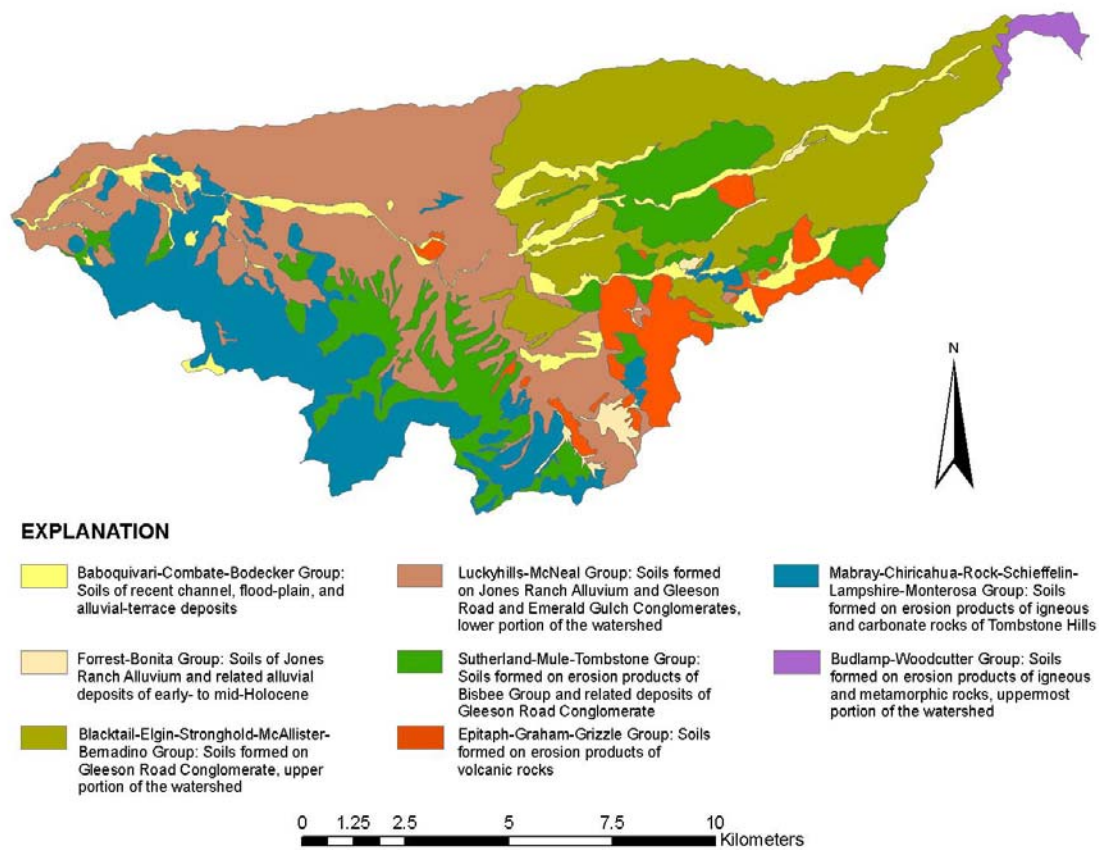 N
EXPLANATION
Baboquivari-Combate-Bodecker Group:
Soils of recent channel, flood-plain, and
alluvial-terrace deposits
Forrest-Bonita Group: Soils of Jones
Ranch Alluvium and related alluvial
deposits of early- to mid-Holocene
Blacktail-Elgin-Stronghold-McAllister-
Bernadino Group: Soils formed on
Gleeson Road Conglomerate, upper
portion of the watershed
Luckyhills-McNeal Group: Soils formed
on Jones Ranch Alluvium and Gleeson
Road and Emerald Gulch Conglomerates,
lower portion of the watershed
Sutherland-Mule-Tombstone Group:
Soils formed on erosion products of
Bisbee Group and related deposits of
Gleeson Road Conglomerate
Epitaph-Graham-Grizzle Group: Soils
formed on erosion products of
volcanic rocks
Mabray-Chiricahua-Rock-Schieffelin-
Lampshire-Monterosa Group: Soils
formed on erosion products of igneous
and carbonate rocks of Tombstone Hills
Budlamp-Woodcutter Group: Soils
formed on erosion products of igneous
and metamorphic rocks, uppermost
portion of the watershed
0 1.25 2.5 5 7.5 10
Kilometers